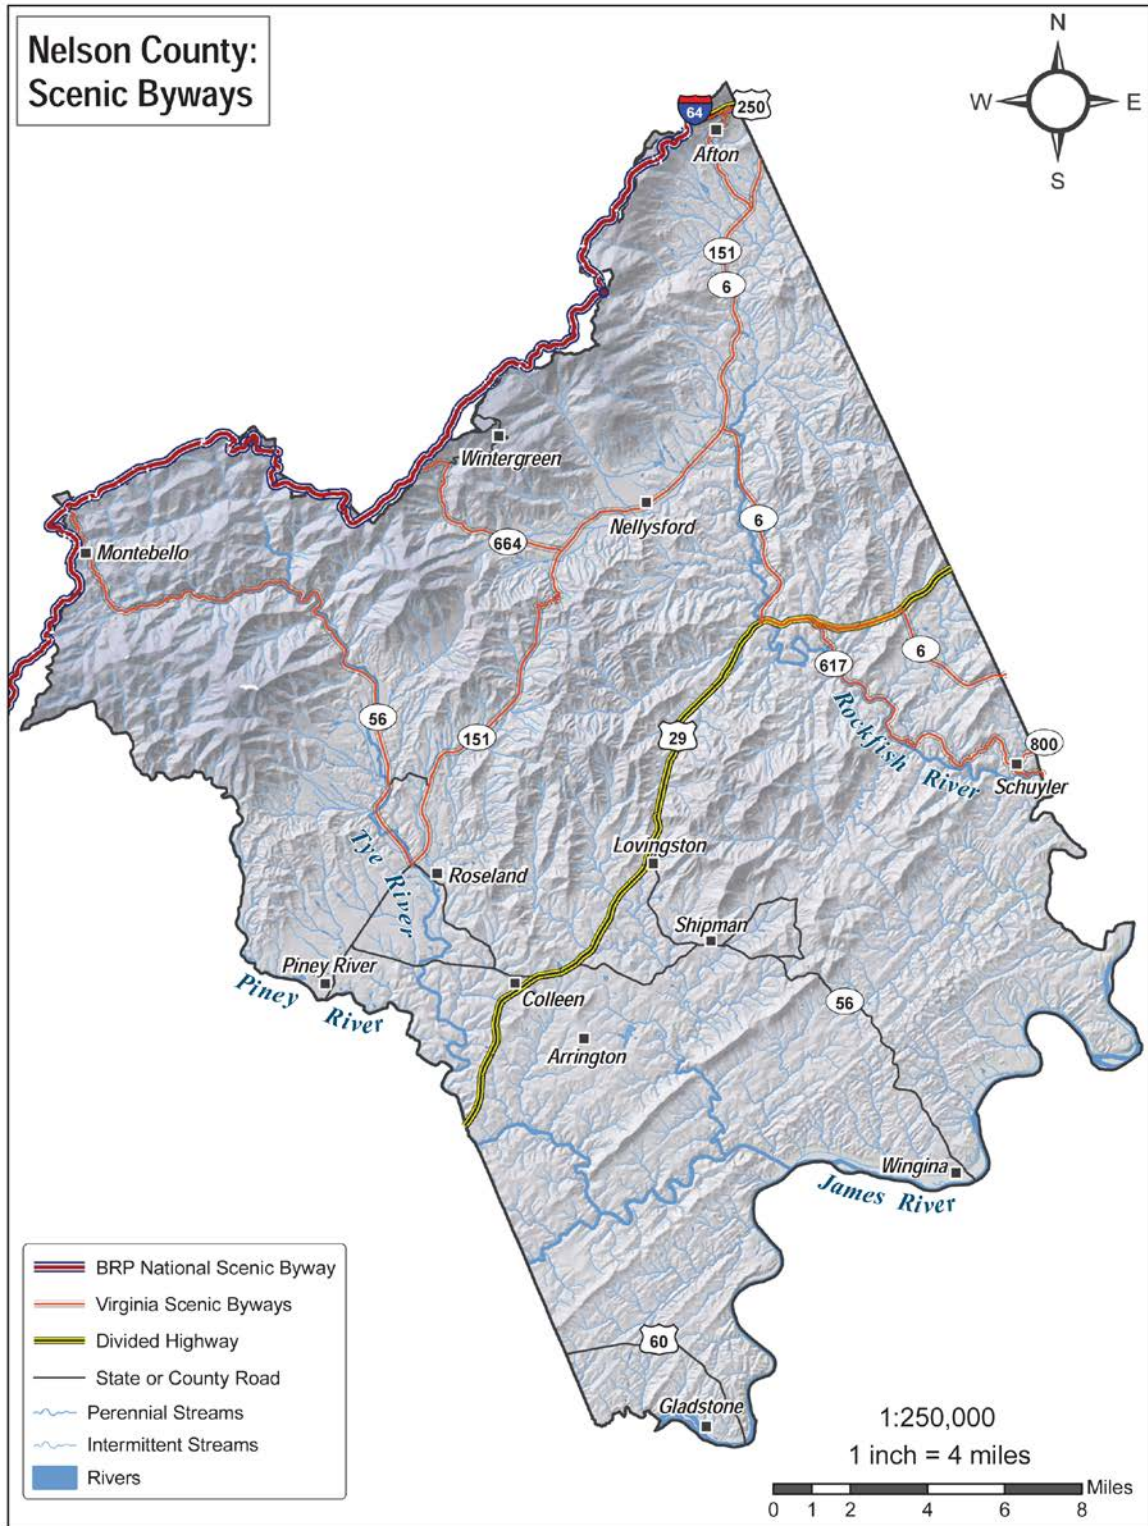 Nelson County:
Scenic Byways
N
W
E
S
64
250
Afton
151
6
Wintergreen
Nellysford
6
664
Montebello
617
6
56
151
29
Rockfish River
800
Schuyler
Tye River
Lovingston
Roseland
Shipman
Piney River
Colleen
56
Piney River
Arrington
Wingina
James River
60
Gladstone
BRP National Scenic Byway
Virginia Scenic Byways
Divided Highway
State or County Road
Perennial Streams
Intermittent Streams
Rivers
1:250,000
1 inch = 4 miles
Miles
0 1 2 4 6 8